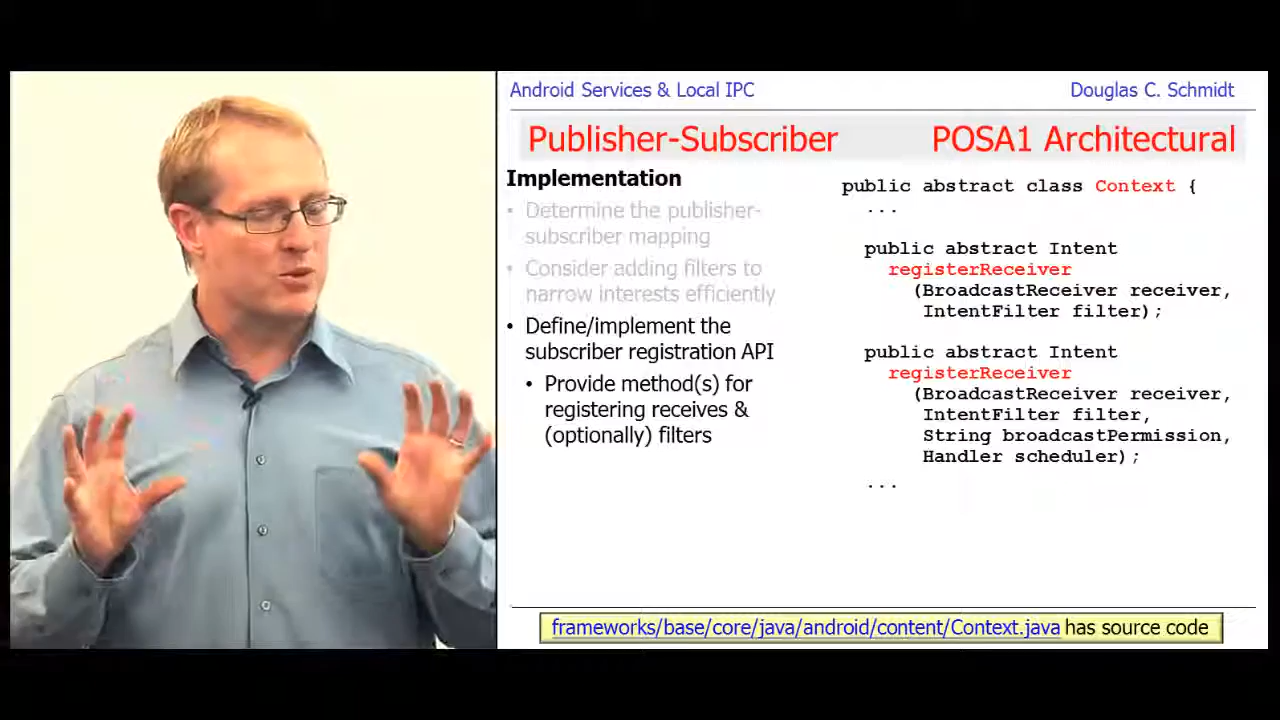 Android Services & Local IPC
Douglas C. Schmidt
Publisher-Subscriber
POSA1 Architectural
Implementation
• Determine the publisher-
subscriber mapping
• Consider adding filters to
narrow interests efficiently
• Define/implement the
subscriber registration API
• Provide method(s) for
registering receives &
(optionally) filters
public abstract class Context {
...
public abstract Intent
registerReceiver
(BroadcastReceiver receiver,
IntentFilter filter);
public abstract Intent
registerReceiver
(BroadcastReceiver receiver,
IntentFilter filter,
String broadcastPermission,
Handler scheduler);
...
frameworks/base/core/java/android/content/Context.java has source code